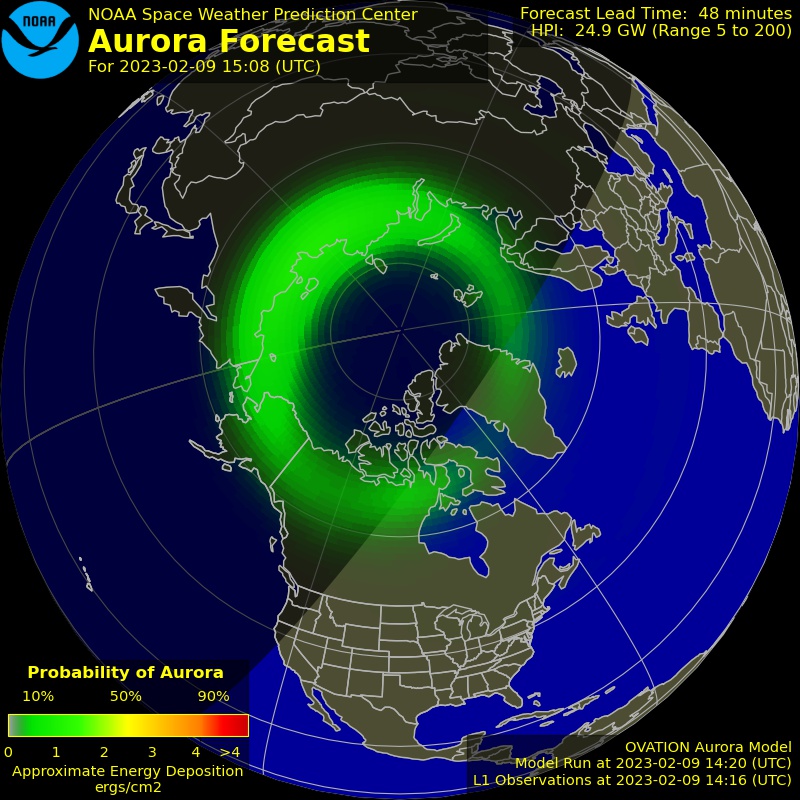 NOAA
NOAA Space Weather Prediction Center
Aurora Forecast
For 2023-02-09 15:08 (UTC)
Forecast Lead Time:  48 minutes
HPI:  24.9 GW (Range 5 to 200)
Probability of Aurora
10% 50% 90%
0 1 2 3 4 >4
Approximate Energy Deposition
ergs/cm2
OVATION Aurora Model
Model Run at 2023-02-09 14:20 (UTC)
L1 Observations at 2023-02-09 14:16 (UTC)